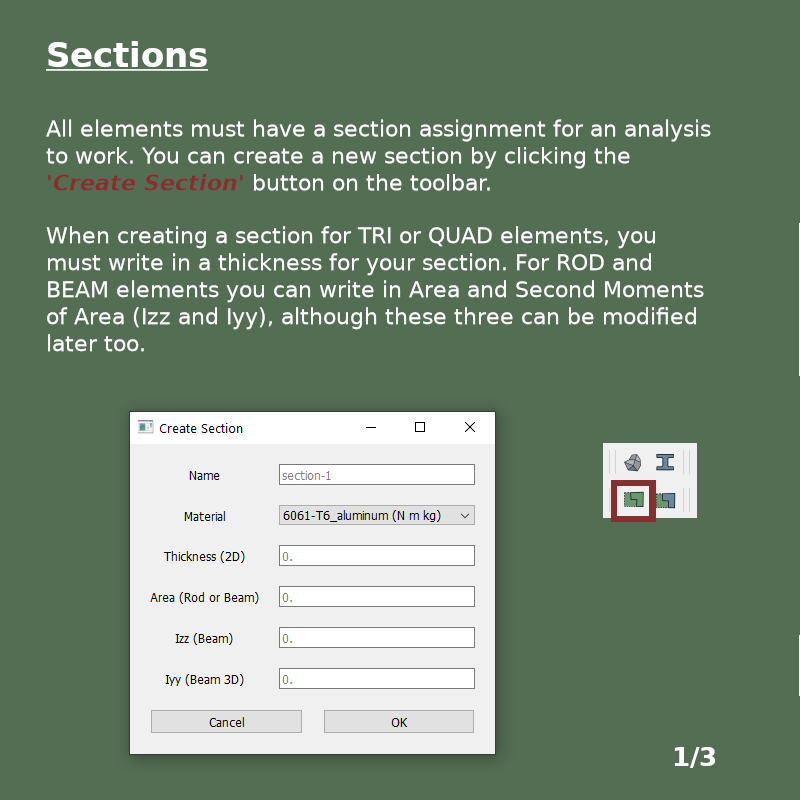 Sections
All elements must have a section assignment for an analysis
to work. You can create a new section by clicking the
'Create Section' button on the toolbar.
When creating a section for TRI or QUAD elements, you
must write in a thickness for your section. For ROD and
BEAM elements you can write in Area and Second Moments
of Area (Izz and Iyy), although these three can be modified
later too.
Create Section
Name section-1
Material 6061-T6_aluminum (N m kg)
Thickness (2D) 0.
Area (Rod or Beam) 0.
Izz (Beam) 0.
Iyy (Beam 3D) 0.
Cancel OK
1/3